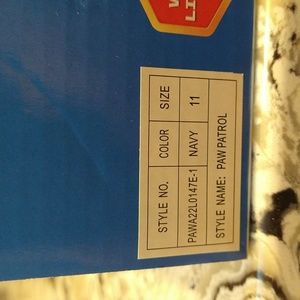 STYLE NO. COLOR SIZE
PAWA22L0147E-1 NAVY 11
STYLE NAME: PAW PATROL